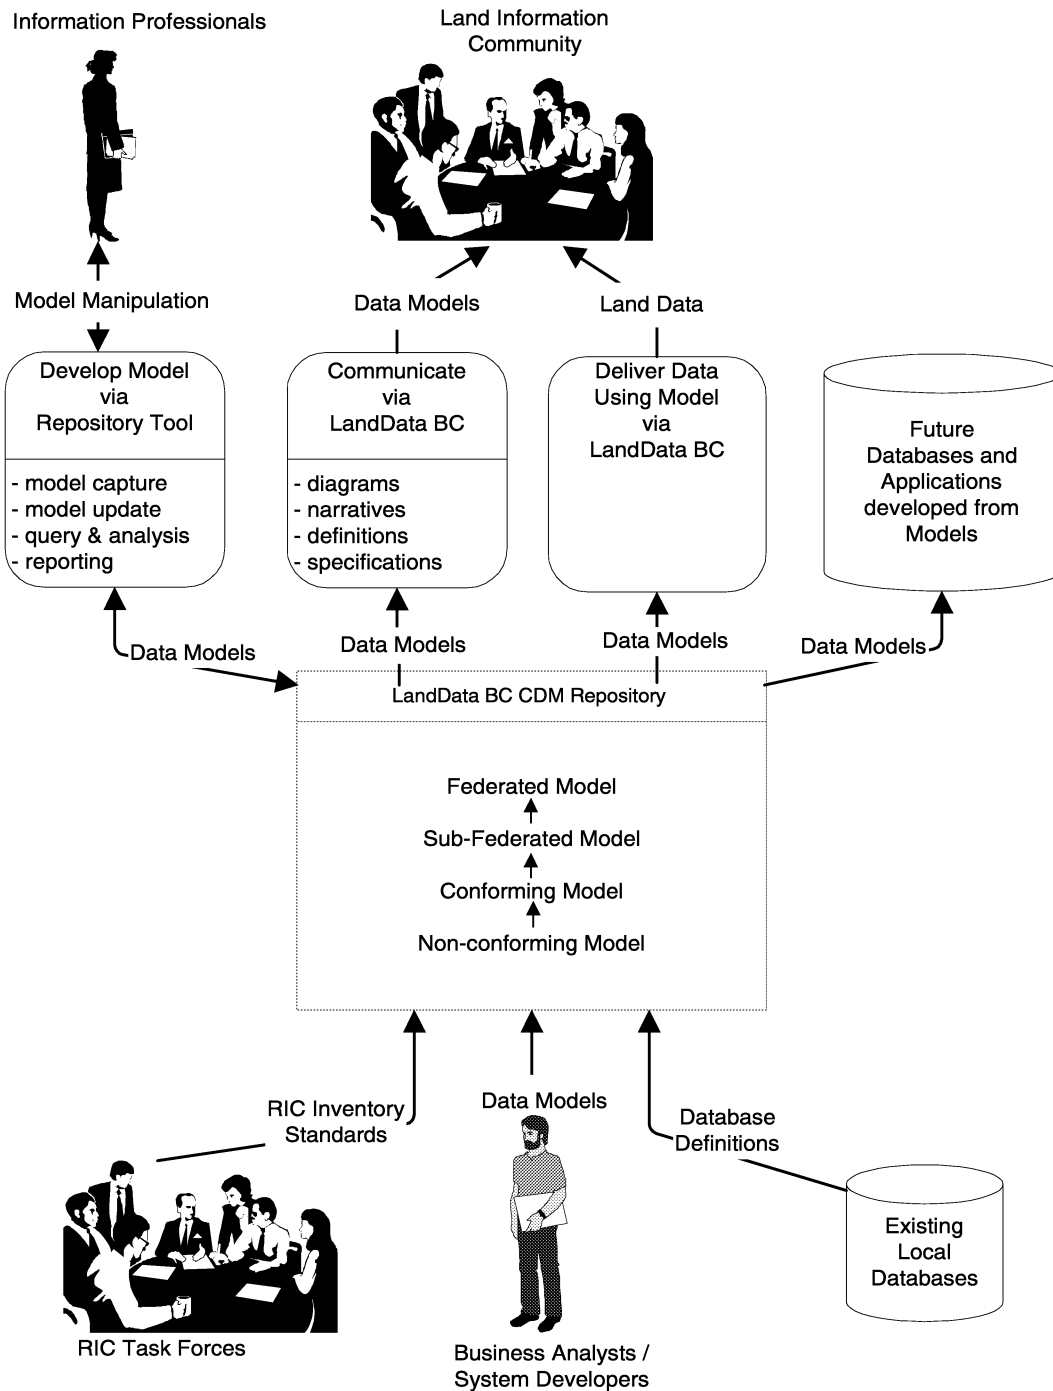 Information Professionals
Land Information
Community
Model Manipulation
Data Models
Land Data
Develop Model
via
Repository Tool
- model capture
- model update
- query & analysis
- reporting
Communicate
via
LandData BC
- diagrams
- narratives
- definitions
- specifications
Deliver Data
Using Model
via
LandData BC
Future
Databases and
Applications
developed from
Models
Data Models
Data Models
Data Models
Data Models
LandData BC CDM Repository
Federated Model
Sub-Federated Model
Conforming Model
Non-conforming Model
RIC Inventory
Standards
Data Models
Database
Definitions
RIC Task Forces
Business Analysts /
System Developers
Existing
Local
Databases